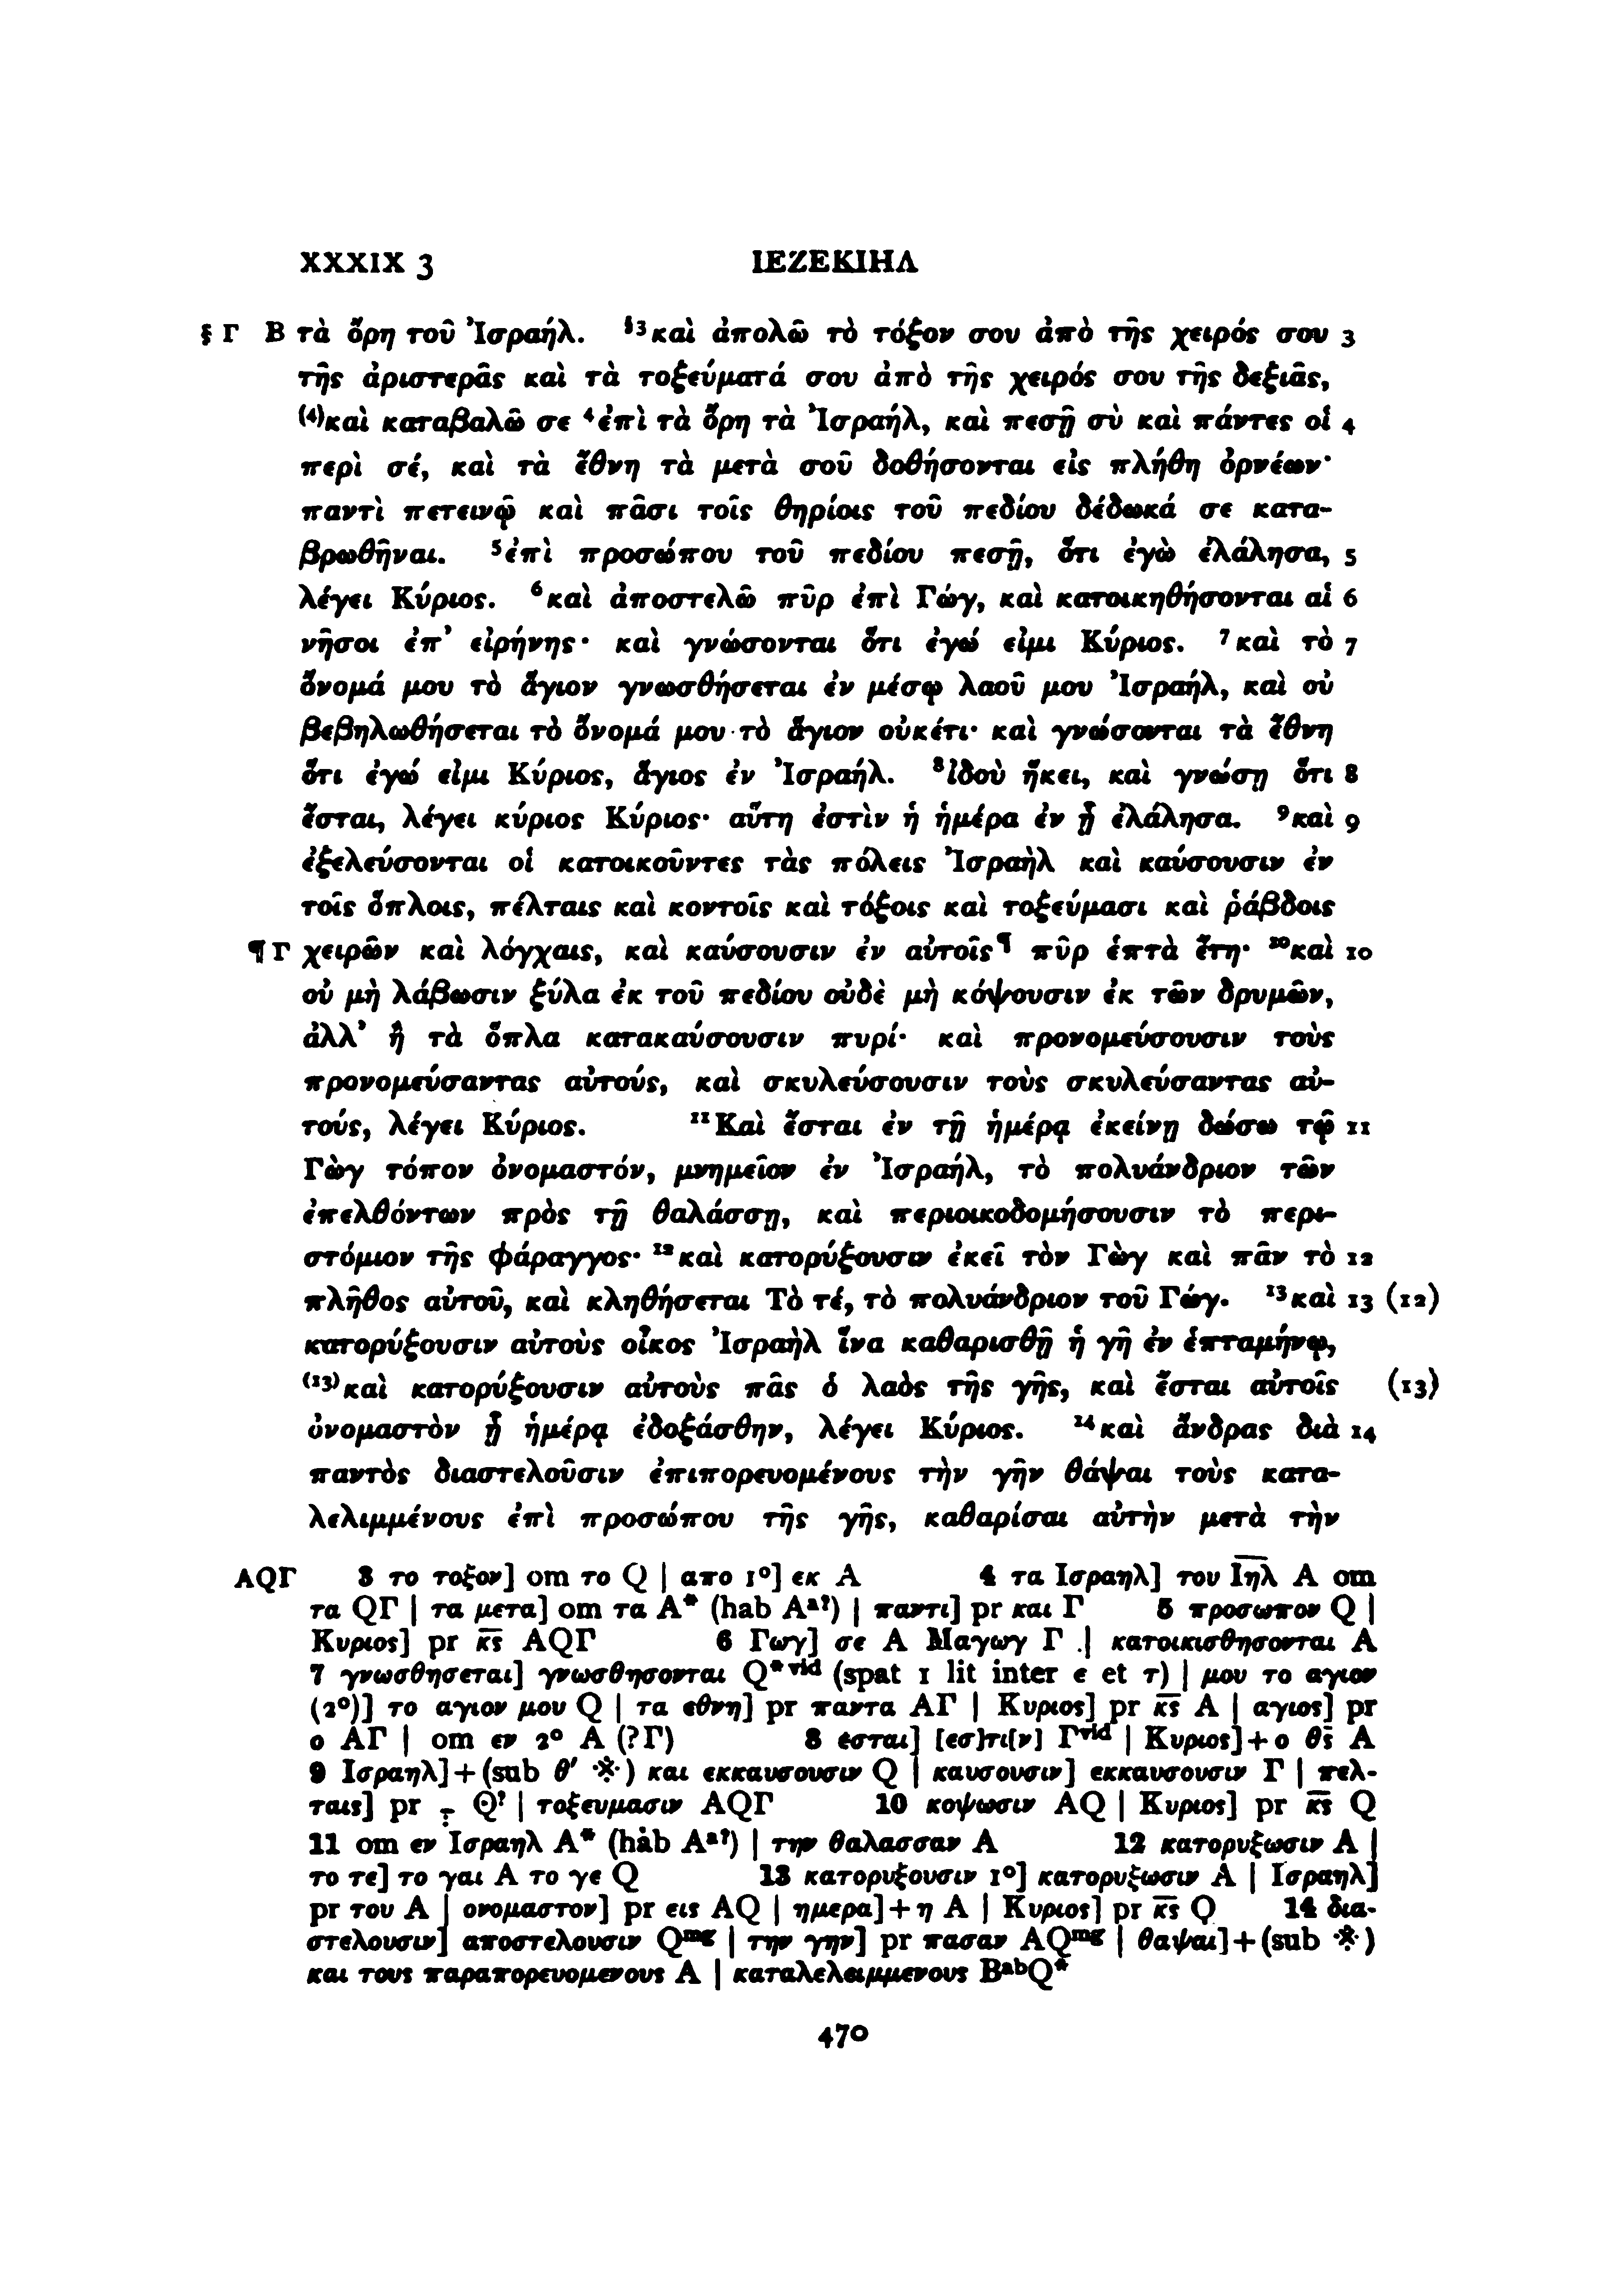 XXXIX 3 ΙΕΖΕΚΙΗΛ
§ Γ B τὰ ὄρη τοῦ Ἰσραήλ. §3καὶ ἀπολῶ τὸ τόξον σου ἀπὸ τῆς χειρός σου 3
τῆς ἀριστερᾶς καὶ τὰ τοξεύματά σου ἀπὸ τῆς χειρός σου τῆς δεξιᾶς,
(4)καὶ καταβαλῶ σε 4ἐπὶ τὰ ὄρη τὰ Ἰσραήλ, καὶ πεσῇ σὺ καὶ πάντες οἱ 4
περὶ σέ, καὶ τὰ ἔθνη τὰ μετὰ σοῦ δοθήσονται εἰς πλήθη ὀρνέων·
παντὶ πετεινῷ καὶ πᾶσι τοῖς θηρίοις τοῦ πεδίου δέδωκά σε κατα-
βρωθῆναι. 5ἐπὶ προσώπου τοῦ πεδίου πεσῇ, ὅτι ἐγὼ ἐλάλησα, 5
λέγει Κύριος. 6καὶ ἀποστελῶ πῦρ ἐπὶ Γώγ, καὶ κατοικηθήσονται αἱ 6
νῆσοι ἐπ’ εἰρήνης· καὶ γνώσονται ὅτι ἐγώ εἰμι Κύριος. 7καὶ τὸ 7
ὄνομά μου τὸ ἅγιον γνωσθήσεται ἐν μέσῳ λαοῦ μου Ἰσραήλ, καὶ οὐ
βεβηλωθήσεται τὸ ὄνομά μου τὸ ἅγιον οὐκέτι· καὶ γνώσονται τὰ ἔθνη
ὅτι ἐγώ εἰμι Κύριος, ἅγιος ἐν Ἰσραήλ. 8ἰδοὺ ἥκει, καὶ γνώσῃ ὅτι 8
ἔσται, λέγει κύριος Κύριος· αὕτη ἐστὶν ἡ ἡμέρα ἐν ᾗ ἐλάλησα. 9καὶ 9
ἐξελεύσονται οἱ κατοικοῦντες τὰς πόλεις Ἰσραὴλ καὶ καύσουσιν ἐν
τοῖς ὅπλοις, πέλταις καὶ κοντοῖς καὶ τόξοις καὶ τοξεύμασι καὶ ῥάβδοις
¶ Γ χειρῶν καὶ λόγχαις, καὶ καύσουσιν ἐν αὐτοῖς¶ πῦρ ἑπτὰ ἔτη· 10καὶ 10
οὐ μὴ λάβωσιν ξύλα ἐκ τοῦ πεδίου οὐδὲ μὴ κόψουσιν ἐκ τῶν δρυμῶν,
ἀλλ’ ἢ τὰ ὅπλα κατακαύσουσιν πυρί· καὶ προνομεύσουσιν τοὺς
προνομεύσαντας αὐτούς, καὶ σκυλεύσουσιν τοὺς σκυλεύσαντας αὐ-
τούς, λέγει Κύριος. 11Καὶ ἔσται ἐν τῇ ἡμέρᾳ ἐκείνῃ δώσω τῷ 11
Γὼγ τόπον ὀνομαστόν, μνημεῖον ἐν Ἰσραήλ, τὸ πολυάνδριον τῶν
ἐπελθόντων πρὸς τῇ θαλάσσῃ, καὶ περιοικοδομήσουσιν τὸ περι-
στόμιον τῆς φάραγγος· 12καὶ κατορύξουσιν ἐκεῖ τὸν Γὼγ καὶ πᾶν τὸ 12
πλῆθος αὐτοῦ, καὶ κληθήσεται Τὸ τέ, τὸ πολυάνδριον τοῦ Γώγ. 13καὶ 13 (12)
κατορύξουσιν αὐτοὺς οἶκος Ἰσραὴλ ἵνα καθαρισθῇ ἡ γῆ ἐν ἑπταμήνῳ,
(13)καὶ κατορύξουσιν αὐτοὺς πᾶς ὁ λαὸς τῆς γῆς, καὶ ἔσται αὐτοῖς (13)
ὀνομαστὸν ᾗ ἡμέρᾳ ἐδοξάσθην, λέγει Κύριος. 14καὶ ἄνδρας διὰ 14
παντὸς διαστελοῦσιν ἐπιπορευομένους τὴν γῆν θάψαι τοὺς κατα-
λελιμμένους ἐπὶ προσώπου τῆς γῆς, καθαρίσαι αὐτὴν μετὰ τὴν
AQΓ 3 το τοξον] om το Q | απο 1º] εκ A 4 τα Ισραηλ] του Ιη̅λ̅ A om
τα QΓ | τα μετα] om τα A* (hab Aa?) | παντι] pr και Γ 5 προσωπον Q |
Κυριος] pr κ̅ς̅ AQΓ 6 Γωγ] σε A Μαγωγ Γ | κατοικισθησονται A
7 γνωσθησεται] γνωσθησονται Q*vid (spat 1 lit inter ε et τ) | μου το αγιον
(2º)] το αγιον μου Q | τα εθνη] pr παντα AΓ | Κυριος] pr κ̅ς̅ A | αγιος] pr
ο AΓ | om εν 2º A (?Γ) 8 εσται] [εσ]τι[ν] Γvid | Κυριος]+ο θ̅ς̅ A
9 Ισραηλ]+(sub θ′ ※) και εκκαυσουσιν Q | καυσουσιν] εκκαυσουσιν Γ | πελ-
ταις] pr ÷ Q? | τοξευμασιν AQΓ 10 κοψωσιν AQ | Κυριος] pr κ̅ς̅ Q
11 om εν Ισραηλ A* (hab Aa?) | την θαλασσαν A 12 κατορυξωσιν A |
το τε] το γαι A το γε Q 13 κατορυξουσιν 1º] κατορυξωσιν A | Ισραηλ]
pr του A | ονομαστον] pr εις AQ | ημερα]+η A | Κυριος] pr κ̅ς̅ Q 14 δια-
στελουσιν] αποστελουσιν Qmg | την γην] pr πασαν AQmg | θαψαι]+(sub ※)
και τους παραπορευομενους A | καταλελειμμενους BabQ*
470